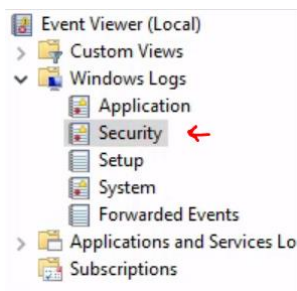 Event Viewer (Local)
Custom Views
Windows Logs
Application
Security
Setup
System
Forwarded Events
Applications and Services Lo
Subscriptions